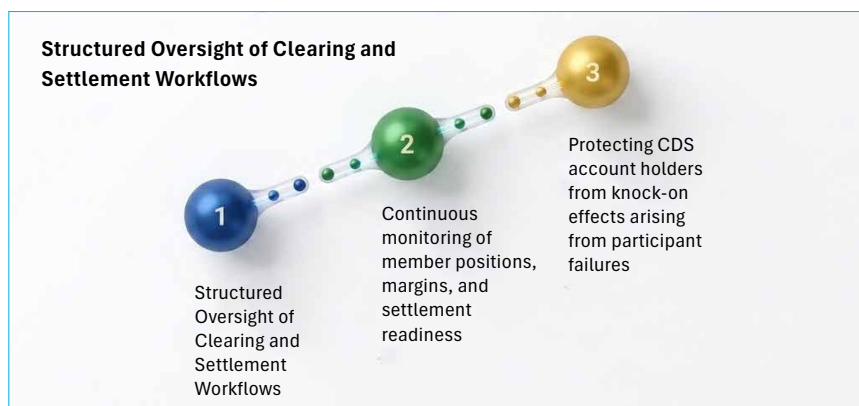 Structured Oversight of Clearing and
Settlement Workflows
1
Structured
Oversight of
Clearing and
Settlement
Workflows
2
Continuous
monitoring of
member positions,
margins, and
settlement
readiness
3
Protecting CDS
account holders
from knock-on
effects arising
from participant
failures